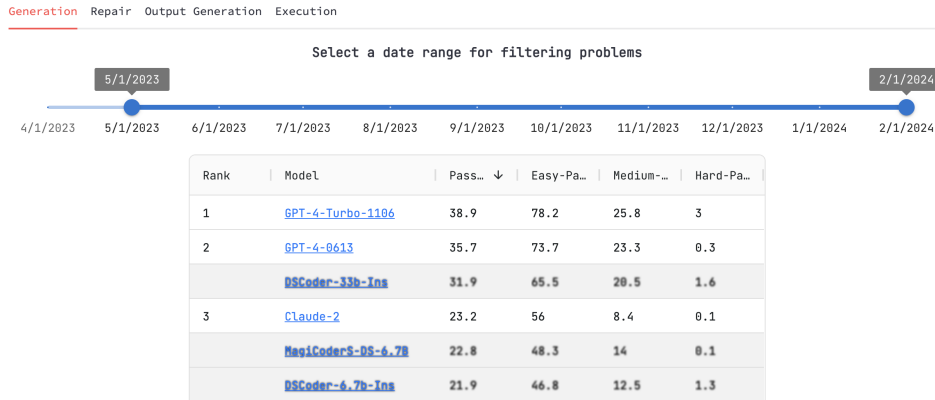 Generation Repair Output Generation Execution
Select a date range for filtering problems
5/1/2023 2/1/2024
4/1/2023 5/1/2023 6/1/2023 7/1/2023 8/1/2023 9/1/2023 10/1/2023 11/1/2023 12/1/2023 1/1/2024 2/1/2024
Rank Model Pass… Easy-Pa… Medium-… Hard-Pa…
1 GPT-4-Turbo-1106 38.9 78.2 25.8 3
2 GPT-4-0613 35.7 73.7 23.3 0.3
DSCoder-33b-Ins 31.9 65.5 20.5 1.6
3 Claude-2 23.2 56 8.4 0.1
MagiCoderS-DS-6.7B 22.8 48.3 14 0.1
DSCoder-6.7b-Ins 21.9 46.8 12.5 1.3